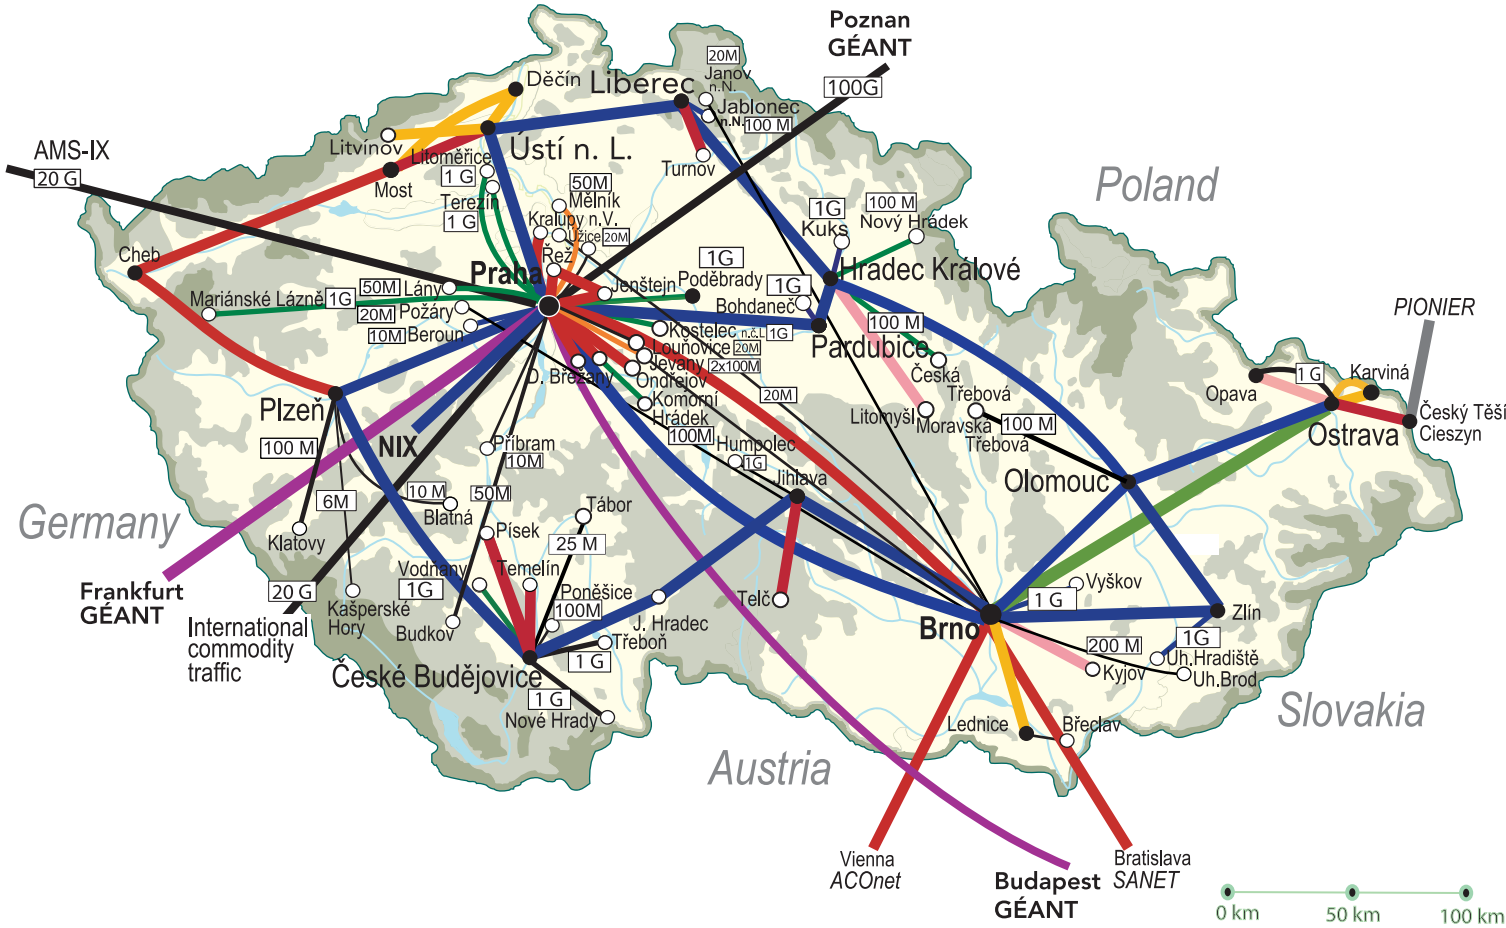 Poznan
GÉANT
100G
20M
Janov
n.N.
Děčín
Liberec
Jablonec
n.N.
100 M
AMS-IX
20 G
Litvínov
Ústí n. L.
Litoměřice
1 G
Most
Turnov
Terezín
1 G
50M
Mělník
Kralupy n.V.
Užice
20M
Řež
Poland
100 M
Nový Hrádek
1G
Kuks
Cheb
Praha
1G
Poděbrady
Jenštejn
Hradec Králové
50M
Lány
Mariánské Lázně
1G
20M
Požáry
10M
Beroun
1G
Bohdaneč
Kostelec n.č.L
1G
Pardubice
100 M
PIONIER
Louňovice
20M
Jevany
2x100M
Ondřejov
D. Břežany
Komorní
Hrádek
20M
Česká
Třebová
Litomyšl
Moravská
Třebová
100 M
1 G
Karviná
Opava
Český Těší
Cieszyn
Ostrava
Plzeň
100 M
NIX
Příbram
10M
100M
Humpolec
1G
Jihlava
Olomouc
6M
10 M
Blatná
50M
Tábor
Germany
Klatovy
Písek
25 M
Vodňany
1G
Temelín
Poněšice
100M
Telč
Vyškov
1 G
Frankfurt
GÉANT
20 G
Kašperské
Hory
Budkov
J. Hradec
Třeboň
1 G
Brno
Zlín
International
commodity
traffic
200 M
1G
Uh.Hradiště
Kyjov
Uh.Brod
České Budějovice
1 G
Nové Hrady
Lednice
Břeclav
Slovakia
Austria
Vienna
ACOnet
Budapest
GÉANT
Bratislava
SANET
0 km
50 km
100 km